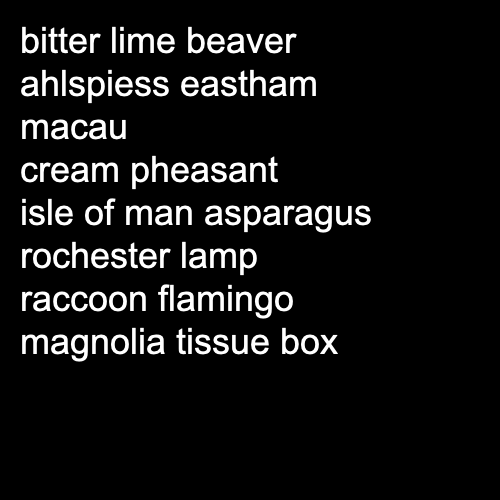 bitter lime beaver
ahlspiess eastham
macau
cream pheasant
isle of man asparagus
rochester lamp
raccoon flamingo
magnolia tissue box